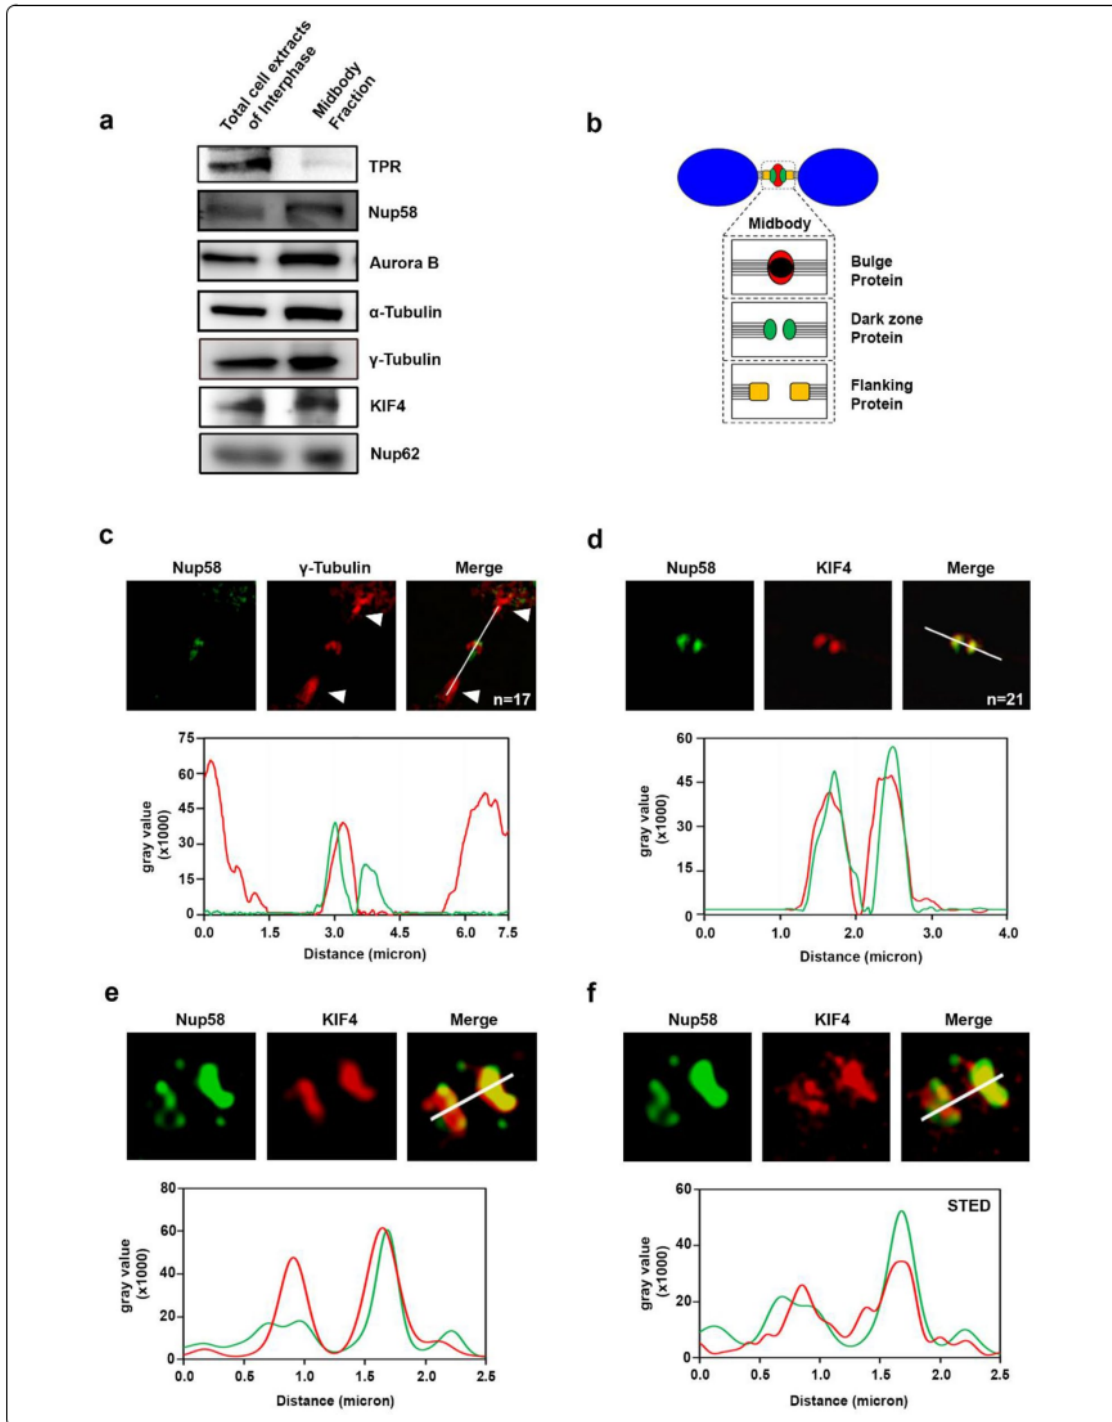 a
Total cell extracts
of Interphase
Midbody
Fraction
TPR
Nup58
Aurora B
α-Tubulin
γ-Tubulin
KIF4
Nup62
b
Midbody
Bulge
Protein
Dark zone
Protein
Flanking
Protein
c
Nup58 γ-Tubulin Merge
n=17
75
60
45
30
15
0
gray value
(x1000)
0.0 1.5 3.0 4.5 6.0 7.5
Distance (micron)
d
Nup58 KIF4 Merge
n=21
60
45
30
15
0
gray value
(x1000)
0.0 1.0 2.0 3.0 4.0
Distance (micron)
e
Nup58 KIF4 Merge
80
60
40
20
0
gray value
(x1000)
0 0.5 1.0 1.5 2.0 2.5
Distance (micron)
f
Nup58 KIF4 Merge
STED
60
40
20
0
gray value
(x1000)
0.0 0.5 1.0 1.5 2.0 2.5
Distance (micron)